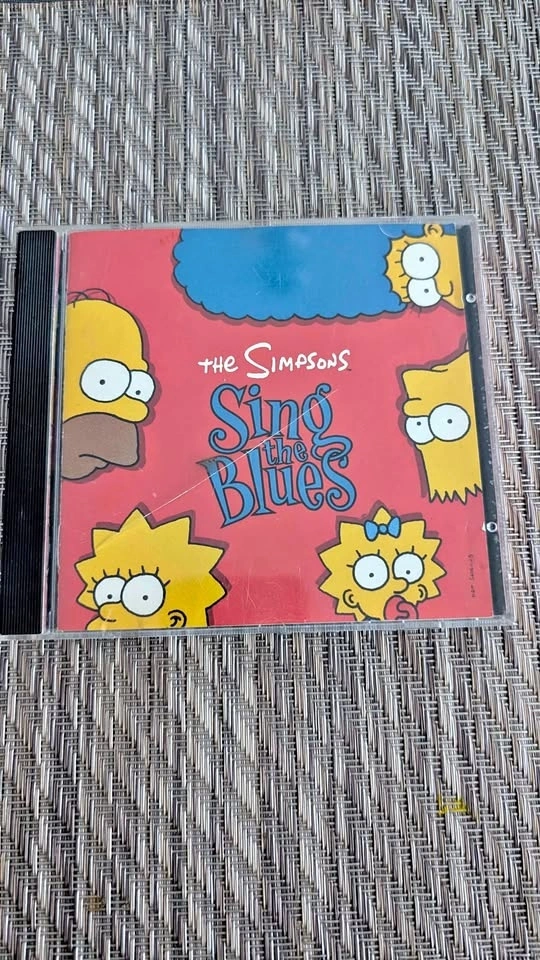 THE SIMPSONS
Sing
the
Blues